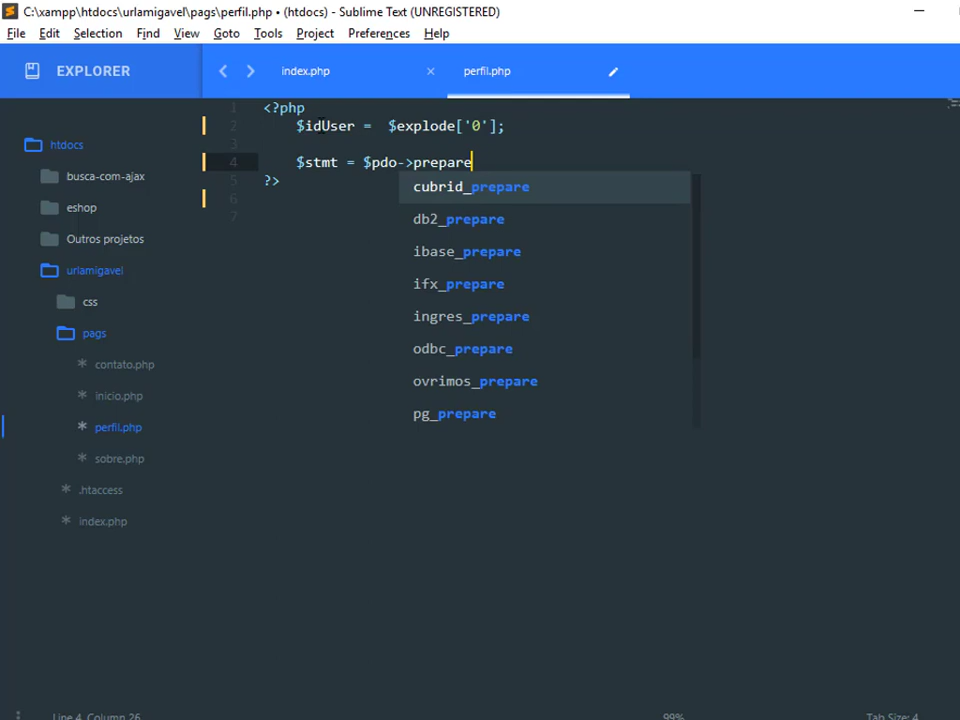 C:\xampp\htdocs\urlamigavel\pags\perfil.php • (htdocs) - Sublime Text (UNREGISTERED)
File Edit Selection Find View Goto Tools Project Preferences Help
EXPLORER
index.php × perfil.php
htdocs
busca-com-ajax
eshop
Outros projetos
urlamigavel
css
pags
* contato.php
* inicio.php
* perfil.php
* sobre.php
* .htaccess
* index.php
1 <?php
2 $idUser = $explode['0'];
3
4 $stmt = $pdo->prepare
5 ?>
6
7
cubrid_prepare
db2_prepare
ibase_prepare
ifx_prepare
ingres_prepare
odbc_prepare
ovrimos_prepare
pg_prepare
Line 4, Column 26 99% Tab Size: 4